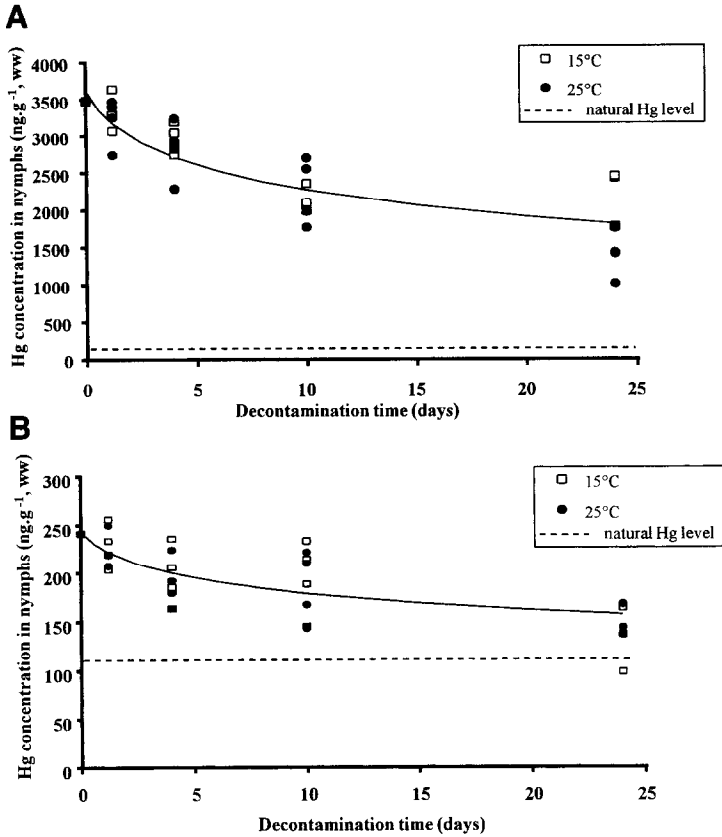 A
Hg concentration in nymphs (ng.g⁻¹, ww)
4000
3500
3000
2500
2000
1500
1000
500
0
0 5 10 15 20 25
Decontamination time (days)
15°C
25°C
natural Hg level
B
Hg concentration in nymphs (ng.g⁻¹, ww)
300
250
200
150
100
50
0
0 5 10 15 20 25
Decontamination time (days)
15°C
25°C
natural Hg level